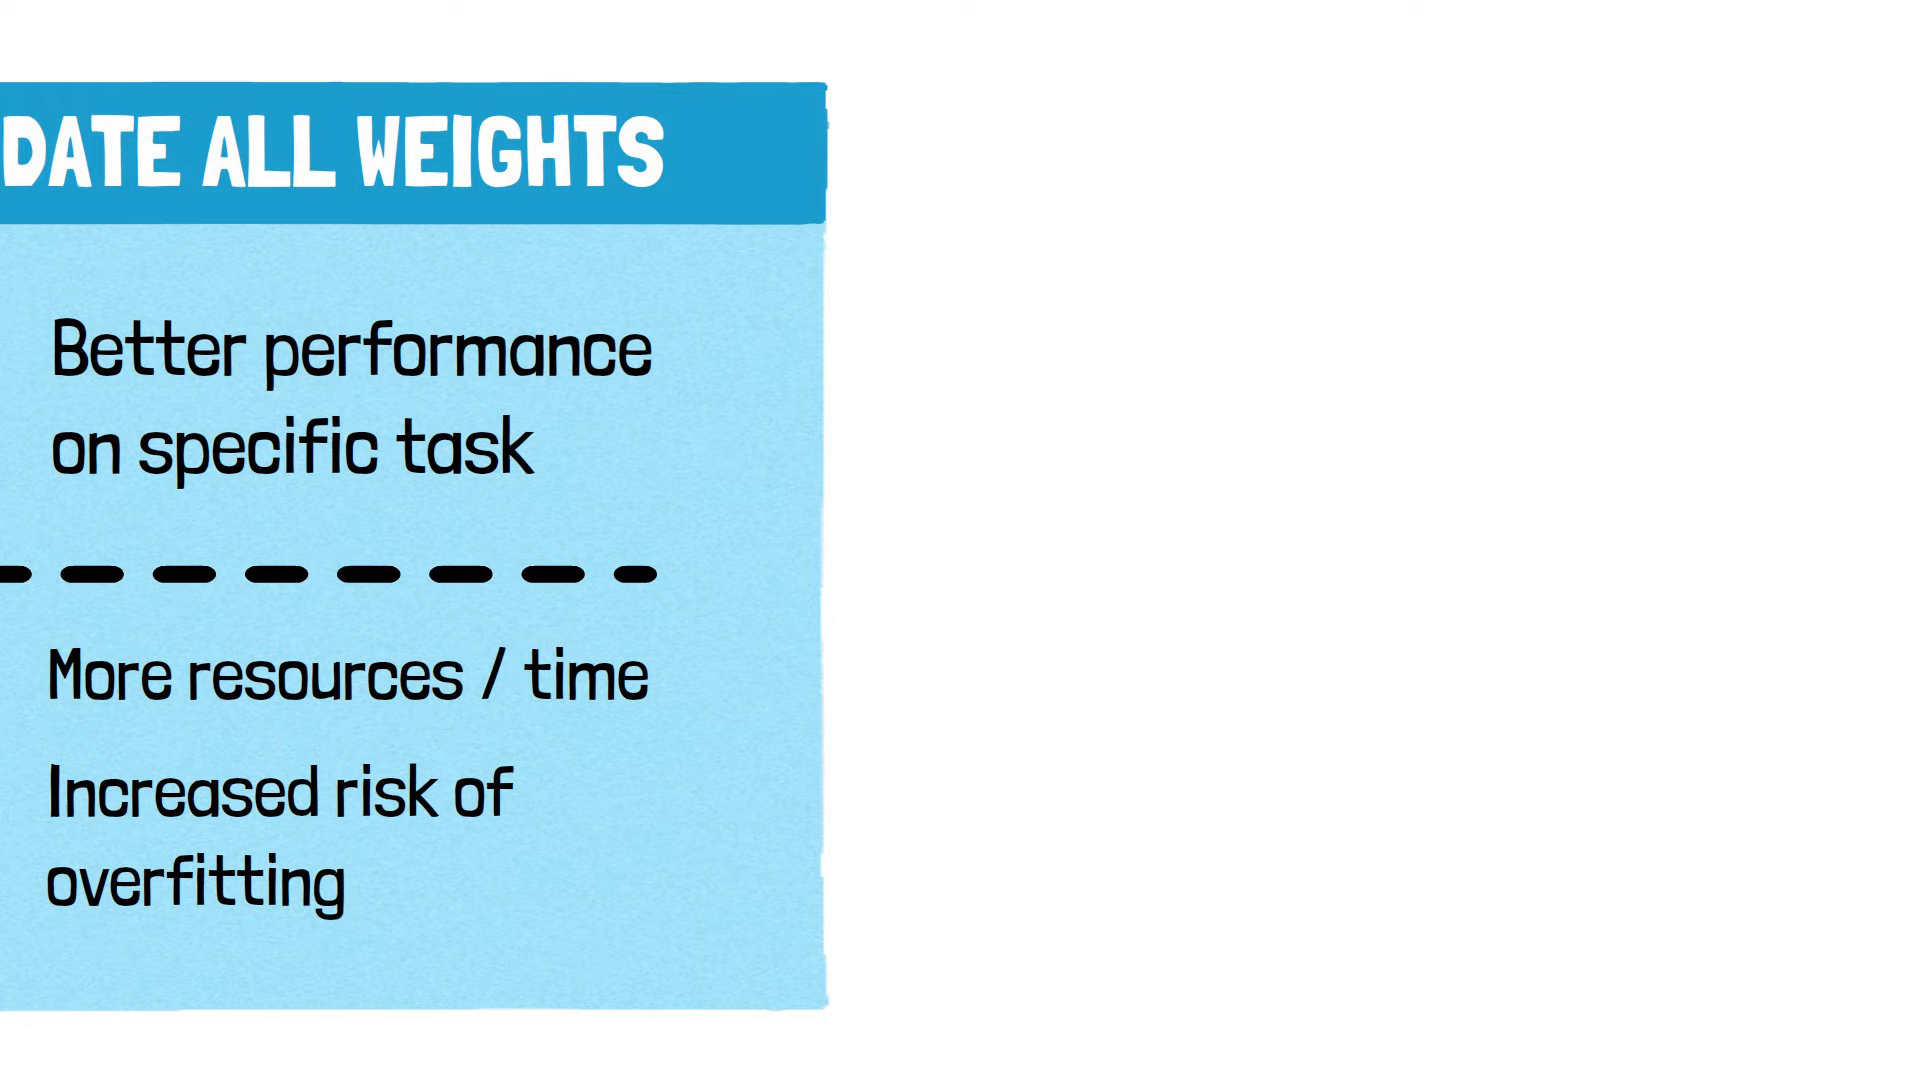 DATE ALL WEIGHTS
Better performance
on specific task
More resources / time
Increased risk of
overfitting